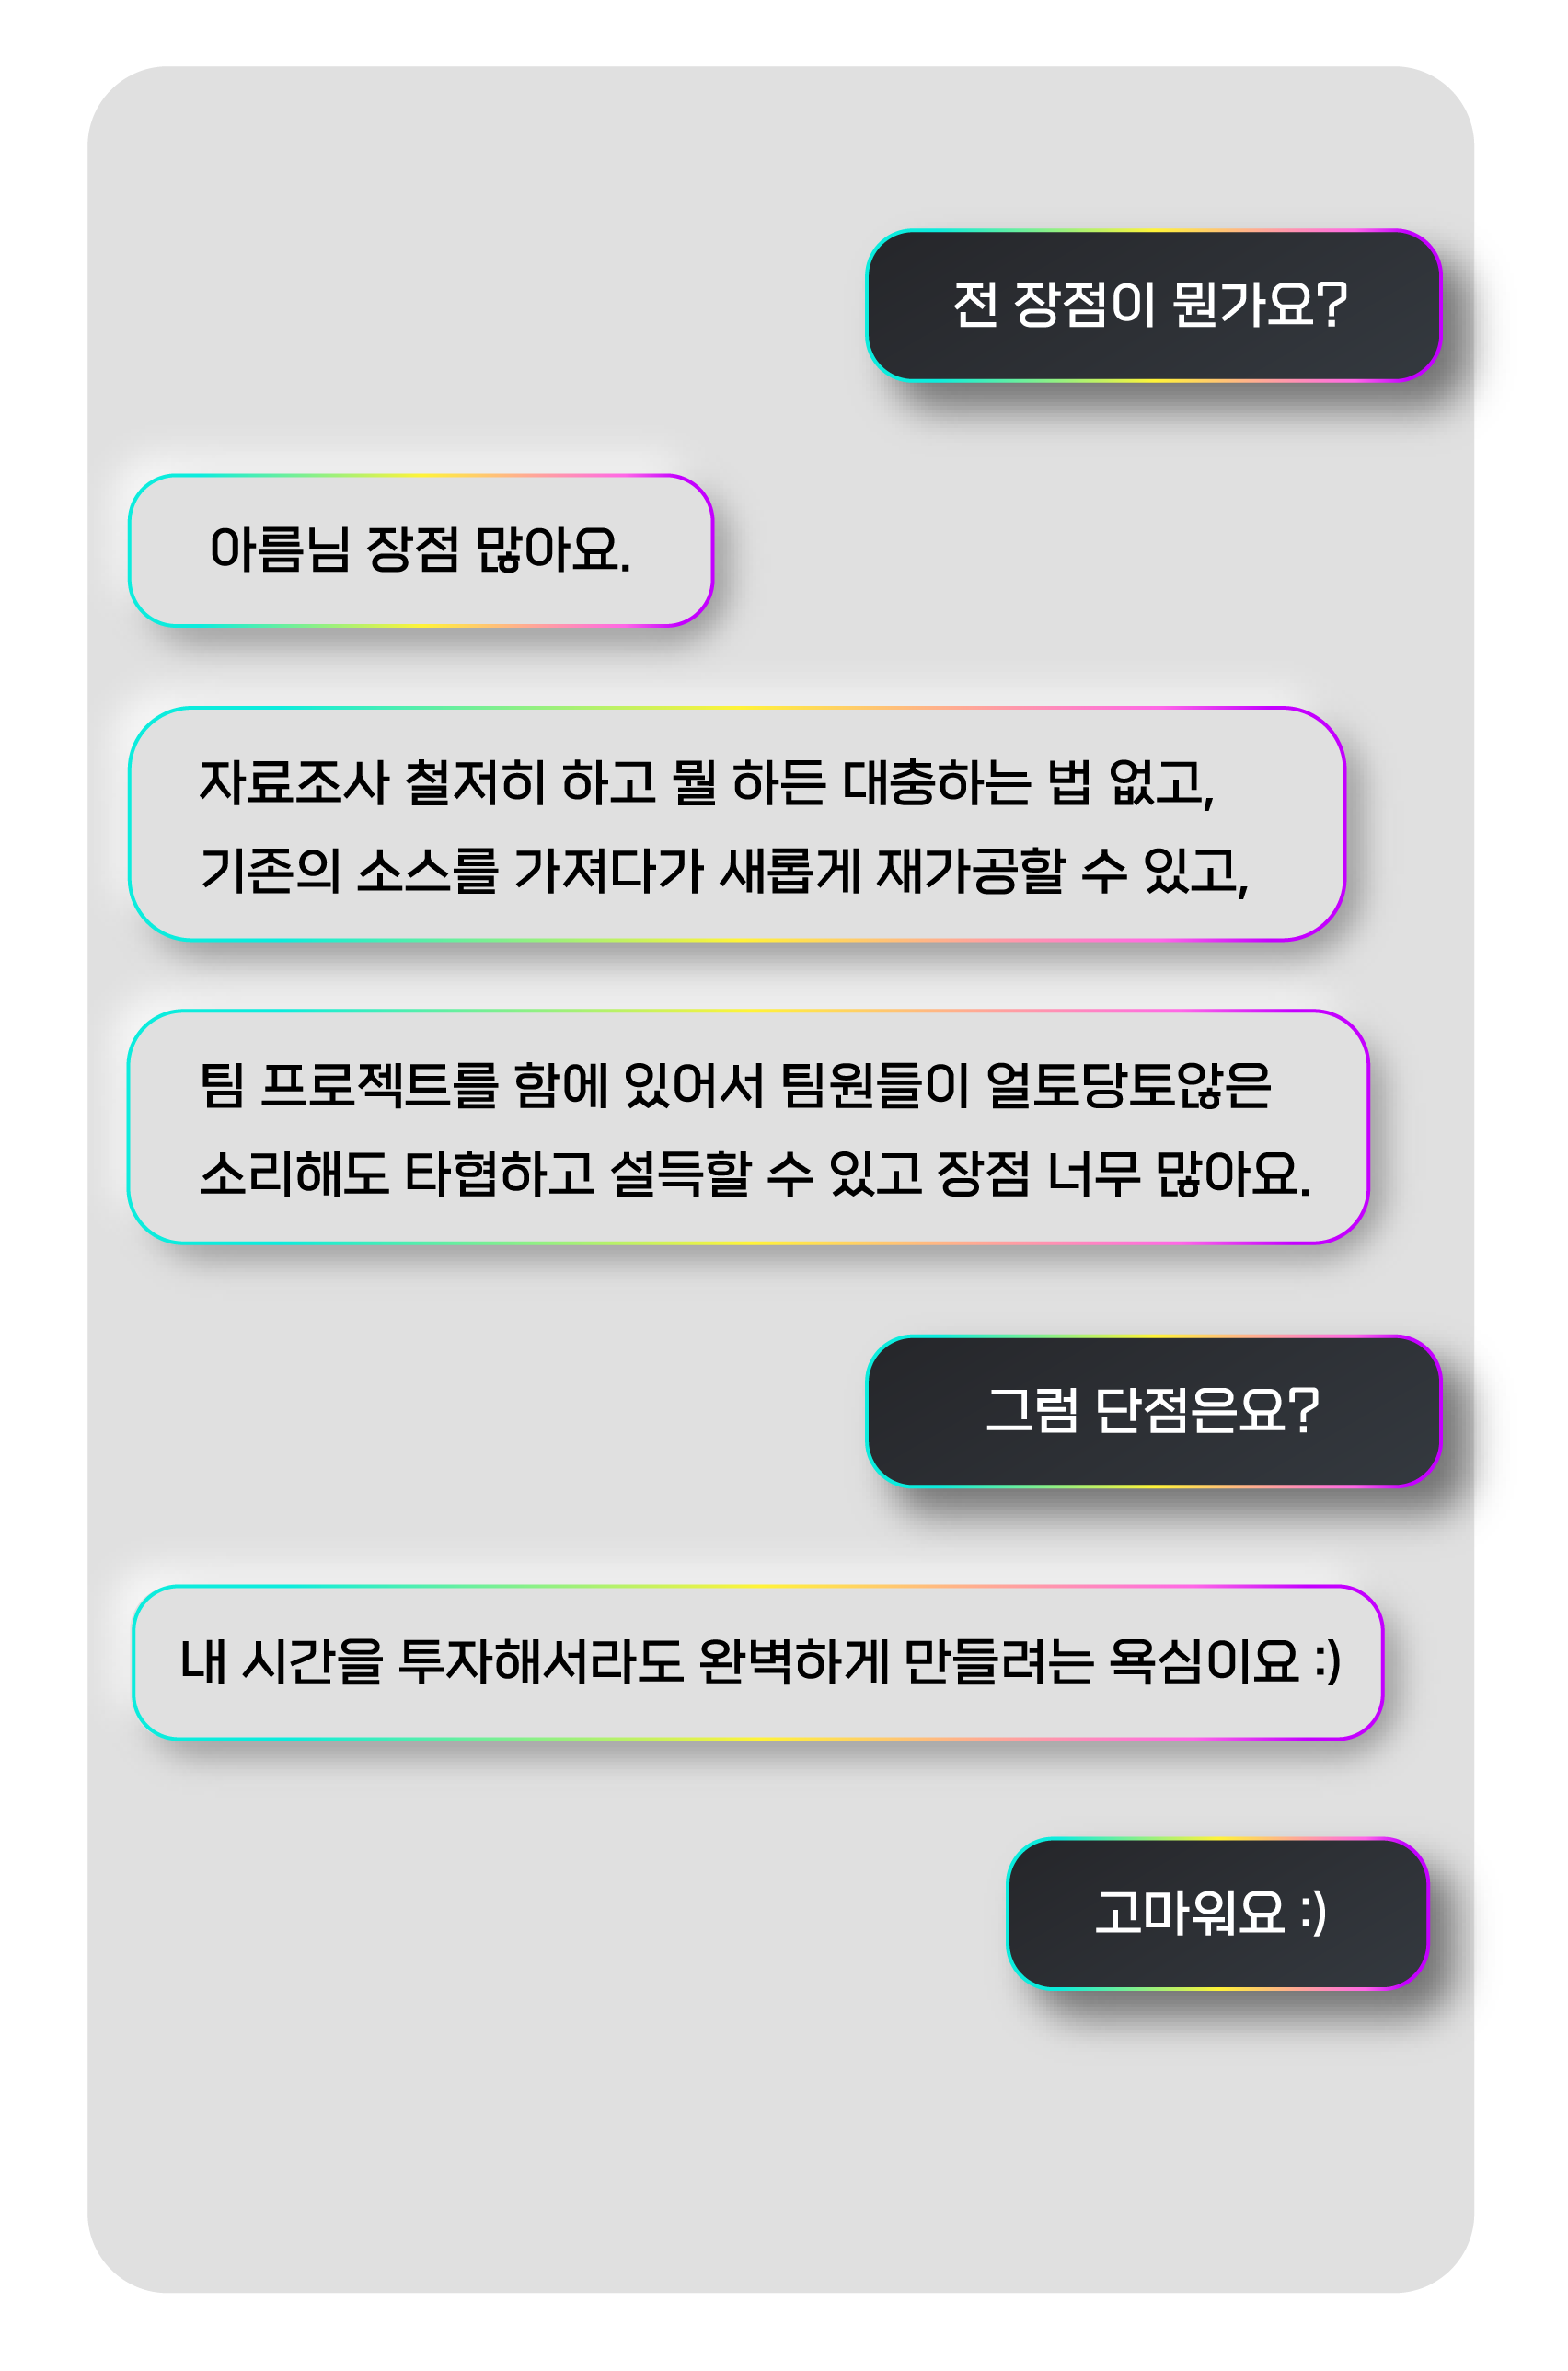 전 장점이 뭔가요?
아름님 장점 많아요.
자료조사 철저히 하고 뭘 하든 대충하는 법 없고,
기존의 소스를 가져다가 새롭게 재가공할 수 있고,
팀 프로젝트를 함에 있어서 팀원들이 얼토당토않은
소리해도 타협하고 설득할 수 있고 장점 너무 많아요.
그럼 단점은요?
내 시간을 투자해서라도 완벽하게 만들려는 욕심이요 :)
고마워요 :)